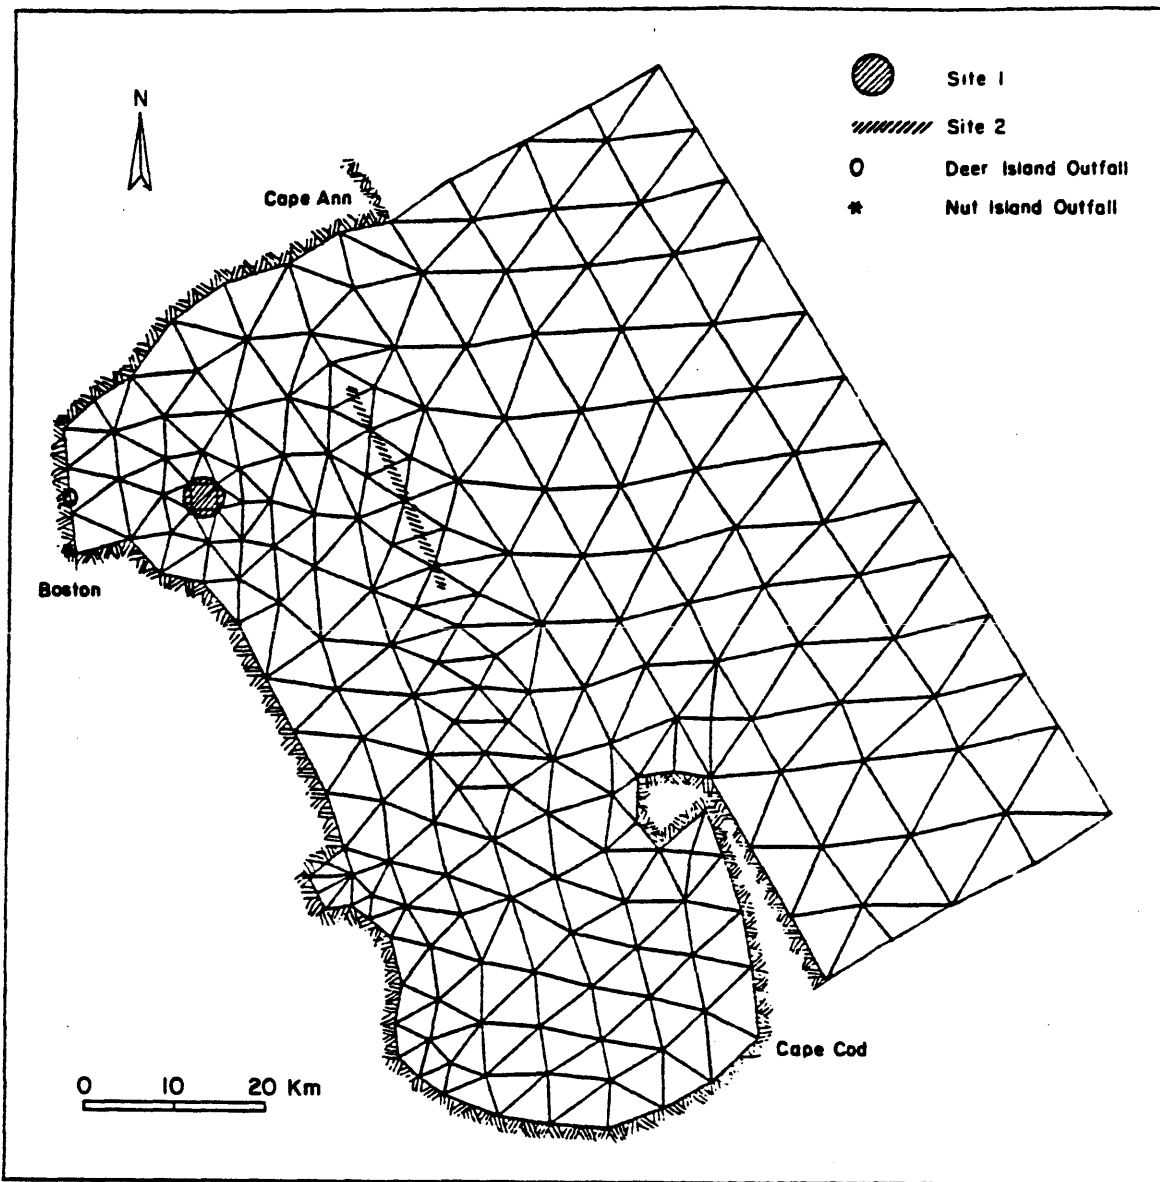 N
Site 1
Site 2
Deer Island Outfall
Nut Island Outfall
Cape Ann
Boston
Cape Cod
0 10 20 Km